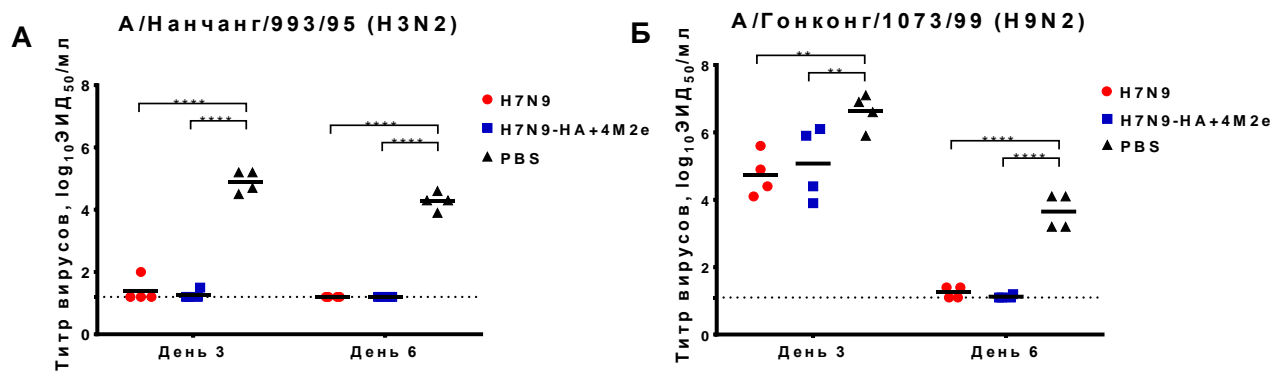 А
А/Нанчанг/993/95 (H3N2)
Титр вирусов, log10ЭИД50/мл
8
6
4
2
0
****
****
****
****
День 3
День 6
H7N9
H7N9-HA+4M2e
PBS
Б
А/Гонконг/1073/99 (H9N2)
Титр вирусов, log10ЭИД50/мл
8
6
4
2
0
**
**
****
****
День 3
День 6
H7N9
H7N9-HA+4M2e
PBS